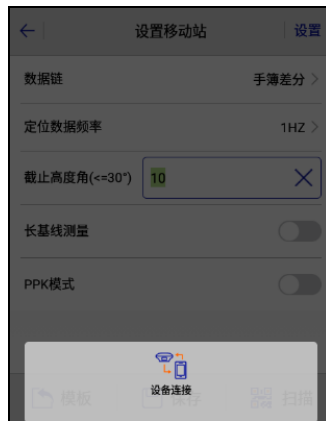 设置移动站 设置
数据链 手簿差分
定位数据频率 1HZ
截止高度角(<=30°) 10
长基线测量
PPK模式
设备连接
模板 保存 扫描